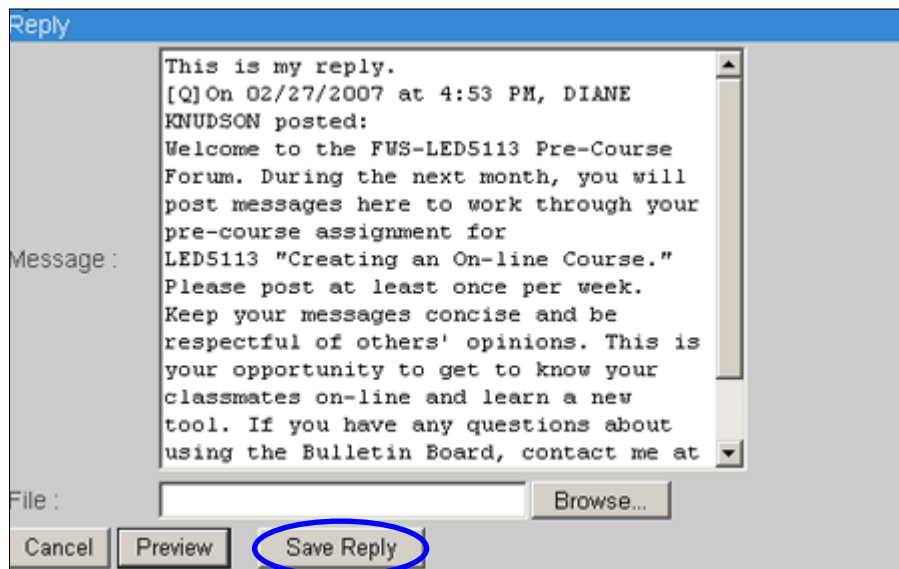 Reply
This is my reply.
[Q]On 02/27/2007 at 4:53 PM, DIANE
KNUDSON posted:
Welcome to the FWS-LED5113 Pre-Course
Forum. During the next month, you will
post messages here to work through your
pre-course assignment for
Message :
LED5113 "Creating an On-line Course."
Please post at least once per week.
Keep your messages concise and be
respectful of others' opinions. This is
your opportunity to get to know your
classmates on-line and learn a new
tool. If you have any questions about
using the Bulletin Board, contact me at
File :
Browse...
Cancel Preview Save Reply